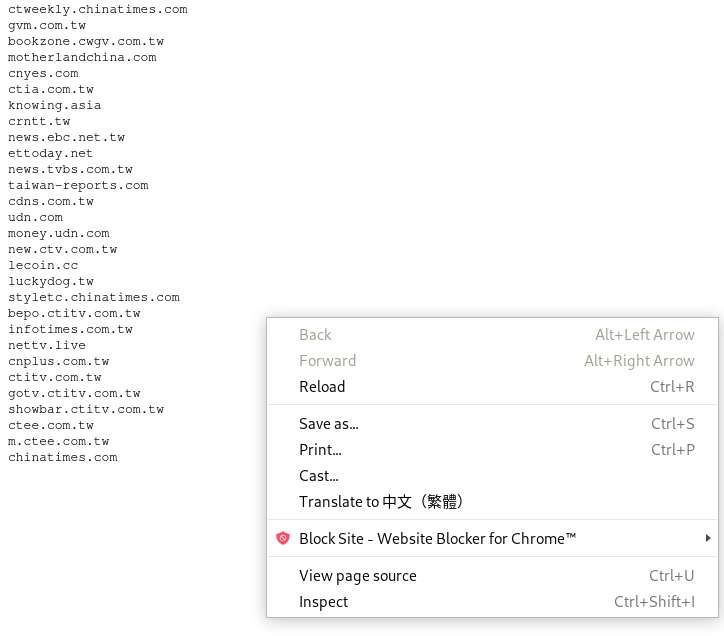 ctweekly.chinatimes.com
gvm.com.tw
bookzone.cwgv.com.tw
motherlandchina.com
cnyes.com
ctia.com.tw
knowing.asia
crntt.tw
news.ebc.net.tw
ettoday.net
news.tvbs.com.tw
taiwan-reports.com
cdns.com.tw
udn.com
money.udn.com
new.ctv.com.tw
lecoin.cc
luckydog.tw
styletc.chinatimes.com
bepo.ctitv.com.tw
infotimes.com.tw
nettv.live
cnplus.com.tw
ctitv.com.tw
gotv.ctitv.com.tw
showbar.ctitv.com.tw
ctee.com.tw
m.ctee.com.tw
chinatimes.com
Back Alt+Left Arrow
Forward Alt+Right Arrow
Reload Ctrl+R
Save as... Ctrl+S
Print... Ctrl+P
Cast...
Translate to 中文（繁體）
Block Site - Website Blocker for Chrome™
View page source Ctrl+U
Inspect Ctrl+Shift+I